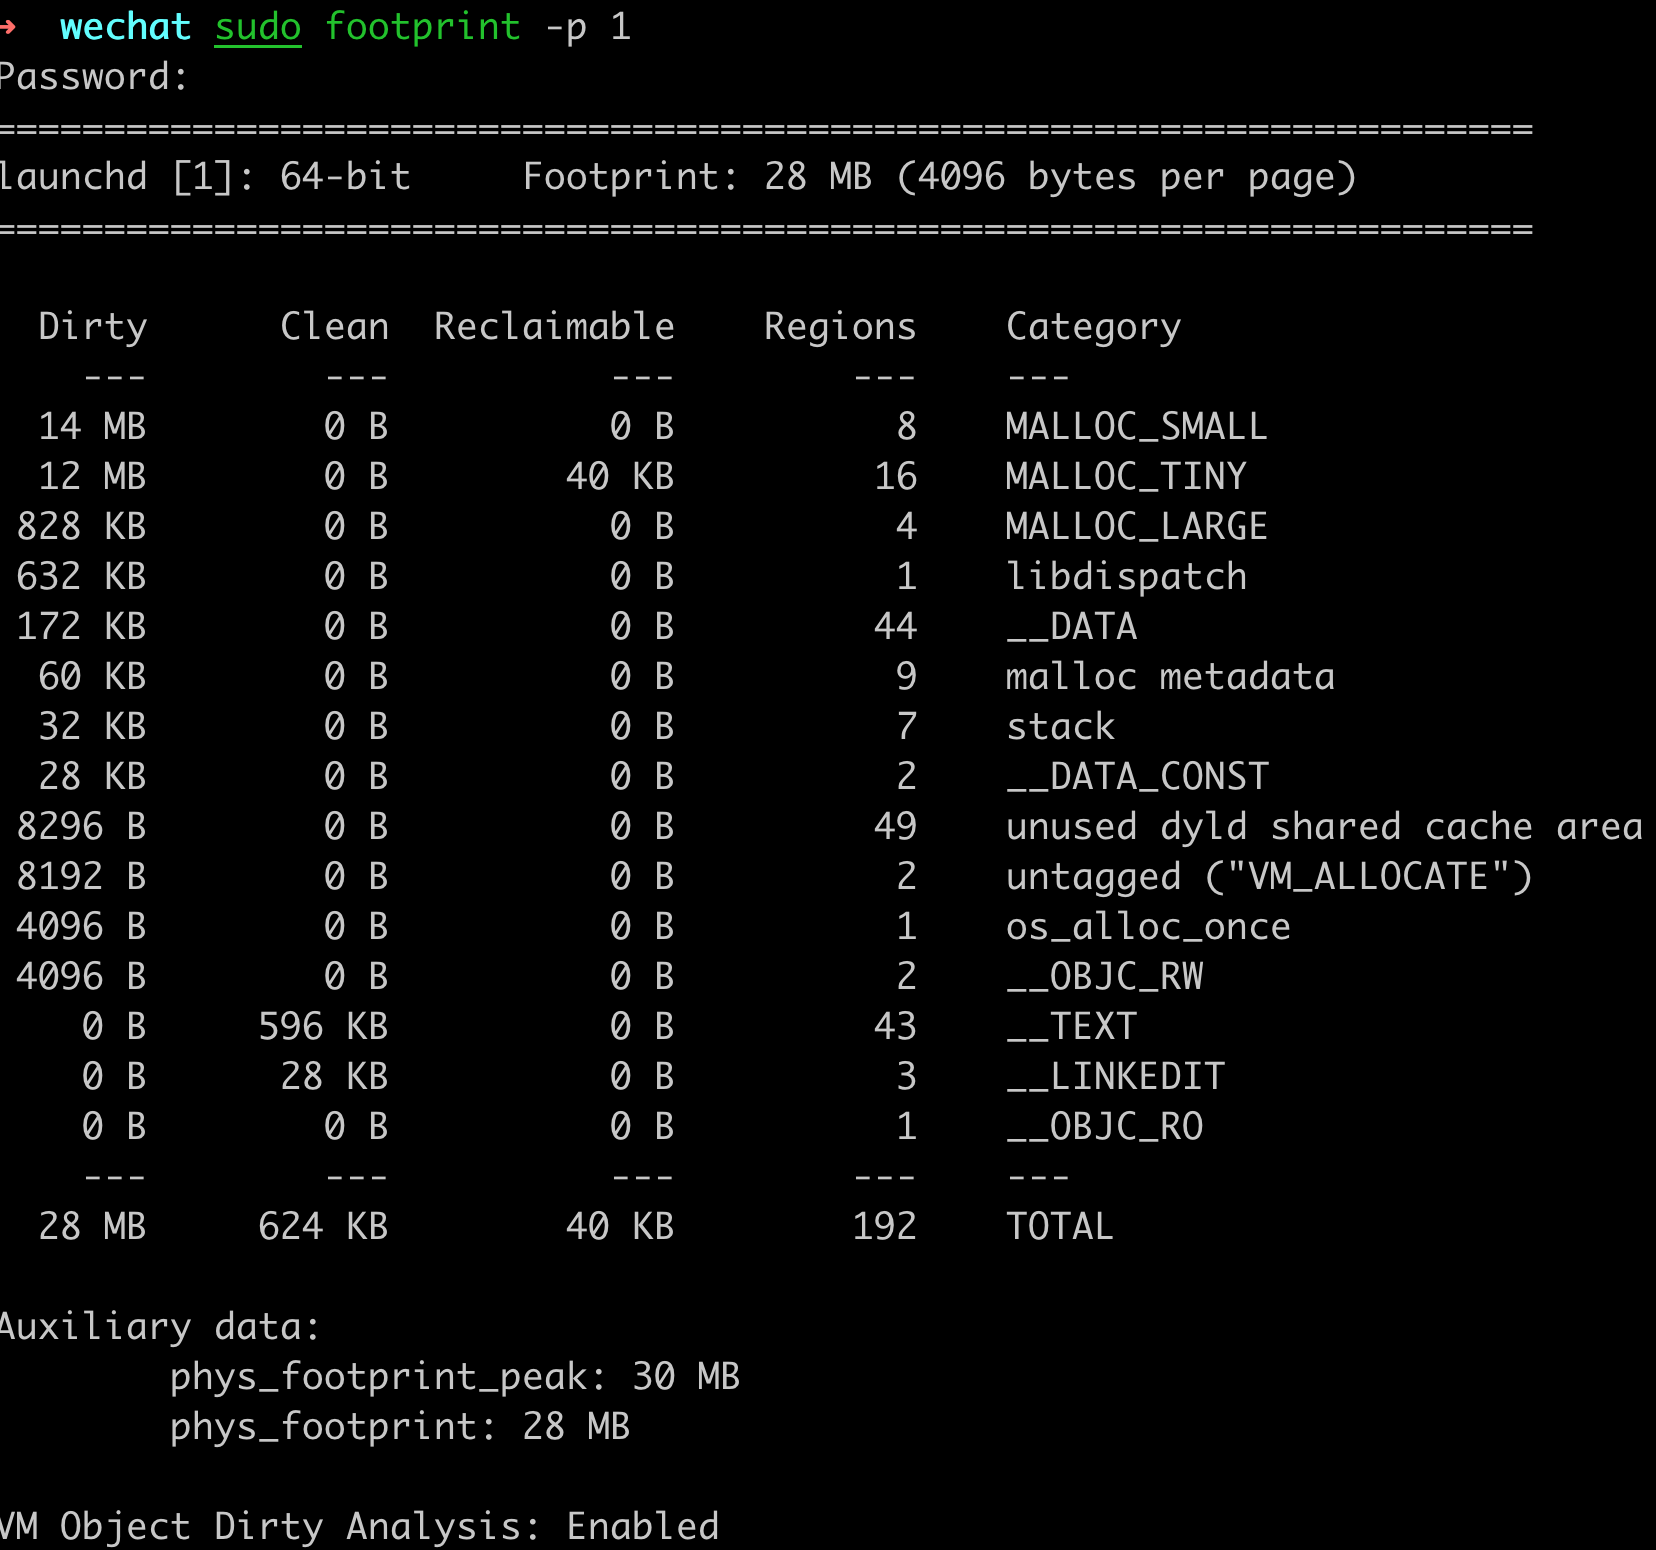 ➜  wechat sudo footprint -p 1
Password:
======================================================================
launchd [1]: 64-bit     Footprint: 28 MB (4096 bytes per page)
======================================================================

  Dirty      Clean  Reclaimable    Regions    Category
    ---        ---          ---        ---    ---
  14 MB        0 B          0 B          8    MALLOC_SMALL
  12 MB        0 B        40 KB         16    MALLOC_TINY
 828 KB        0 B          0 B          4    MALLOC_LARGE
 632 KB        0 B          0 B          1    libdispatch
 172 KB        0 B          0 B         44    __DATA
  60 KB        0 B          0 B          9    malloc metadata
  32 KB        0 B          0 B          7    stack
  28 KB        0 B          0 B          2    __DATA_CONST
 8296 B        0 B          0 B         49    unused dyld shared cache area
 8192 B        0 B          0 B          2    untagged ("VM_ALLOCATE")
 4096 B        0 B          0 B          1    os_alloc_once
 4096 B        0 B          0 B          2    __OBJC_RW
    0 B     596 KB          0 B         43    __TEXT
    0 B      28 KB          0 B          3    __LINKEDIT
    0 B        0 B          0 B          1    __OBJC_RO
    ---        ---          ---        ---    ---
  28 MB     624 KB        40 KB        192    TOTAL

Auxiliary data:
        phys_footprint_peak: 30 MB
        phys_footprint: 28 MB

VM Object Dirty Analysis: Enabled